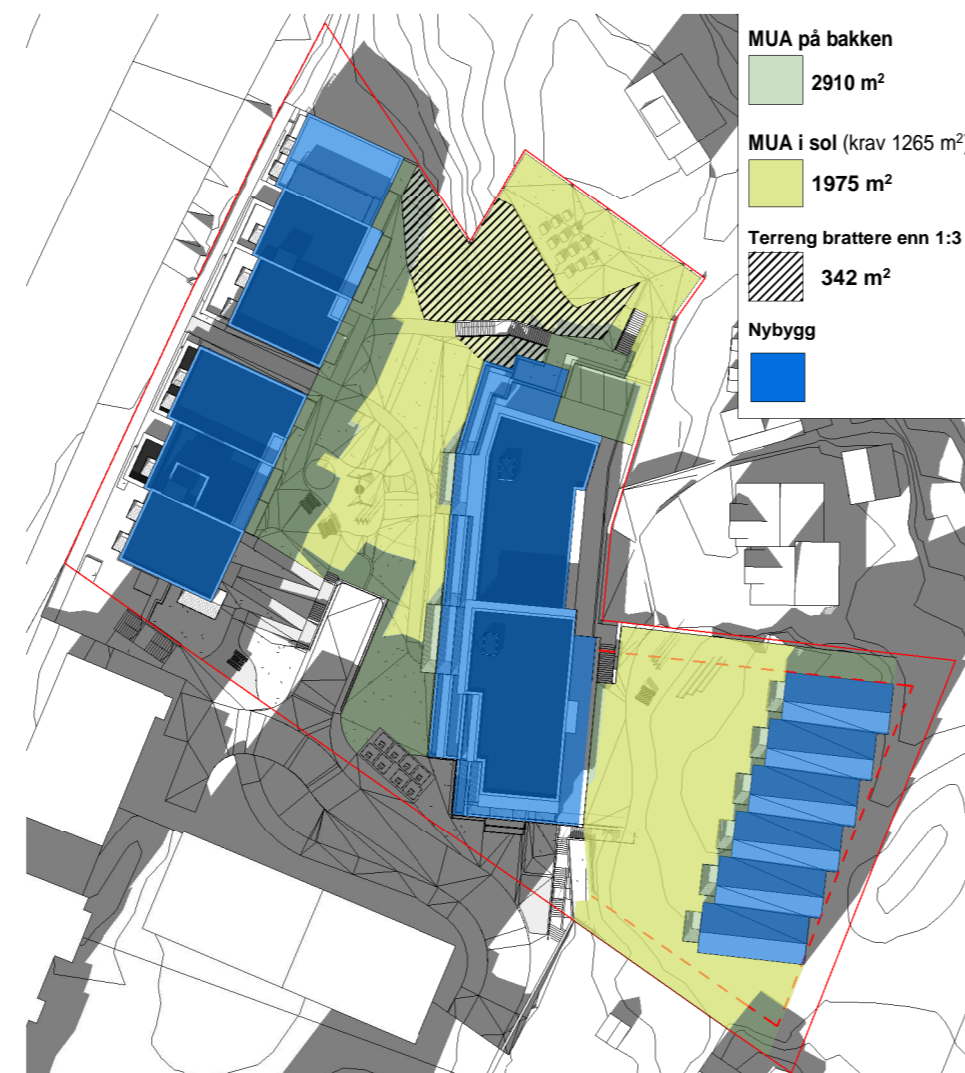 MUA på bakken
2910 m²
MUA i sol (krav 1265 m²)
1975 m²
Terreng brattere enn 1:3
342 m²
Nybygg